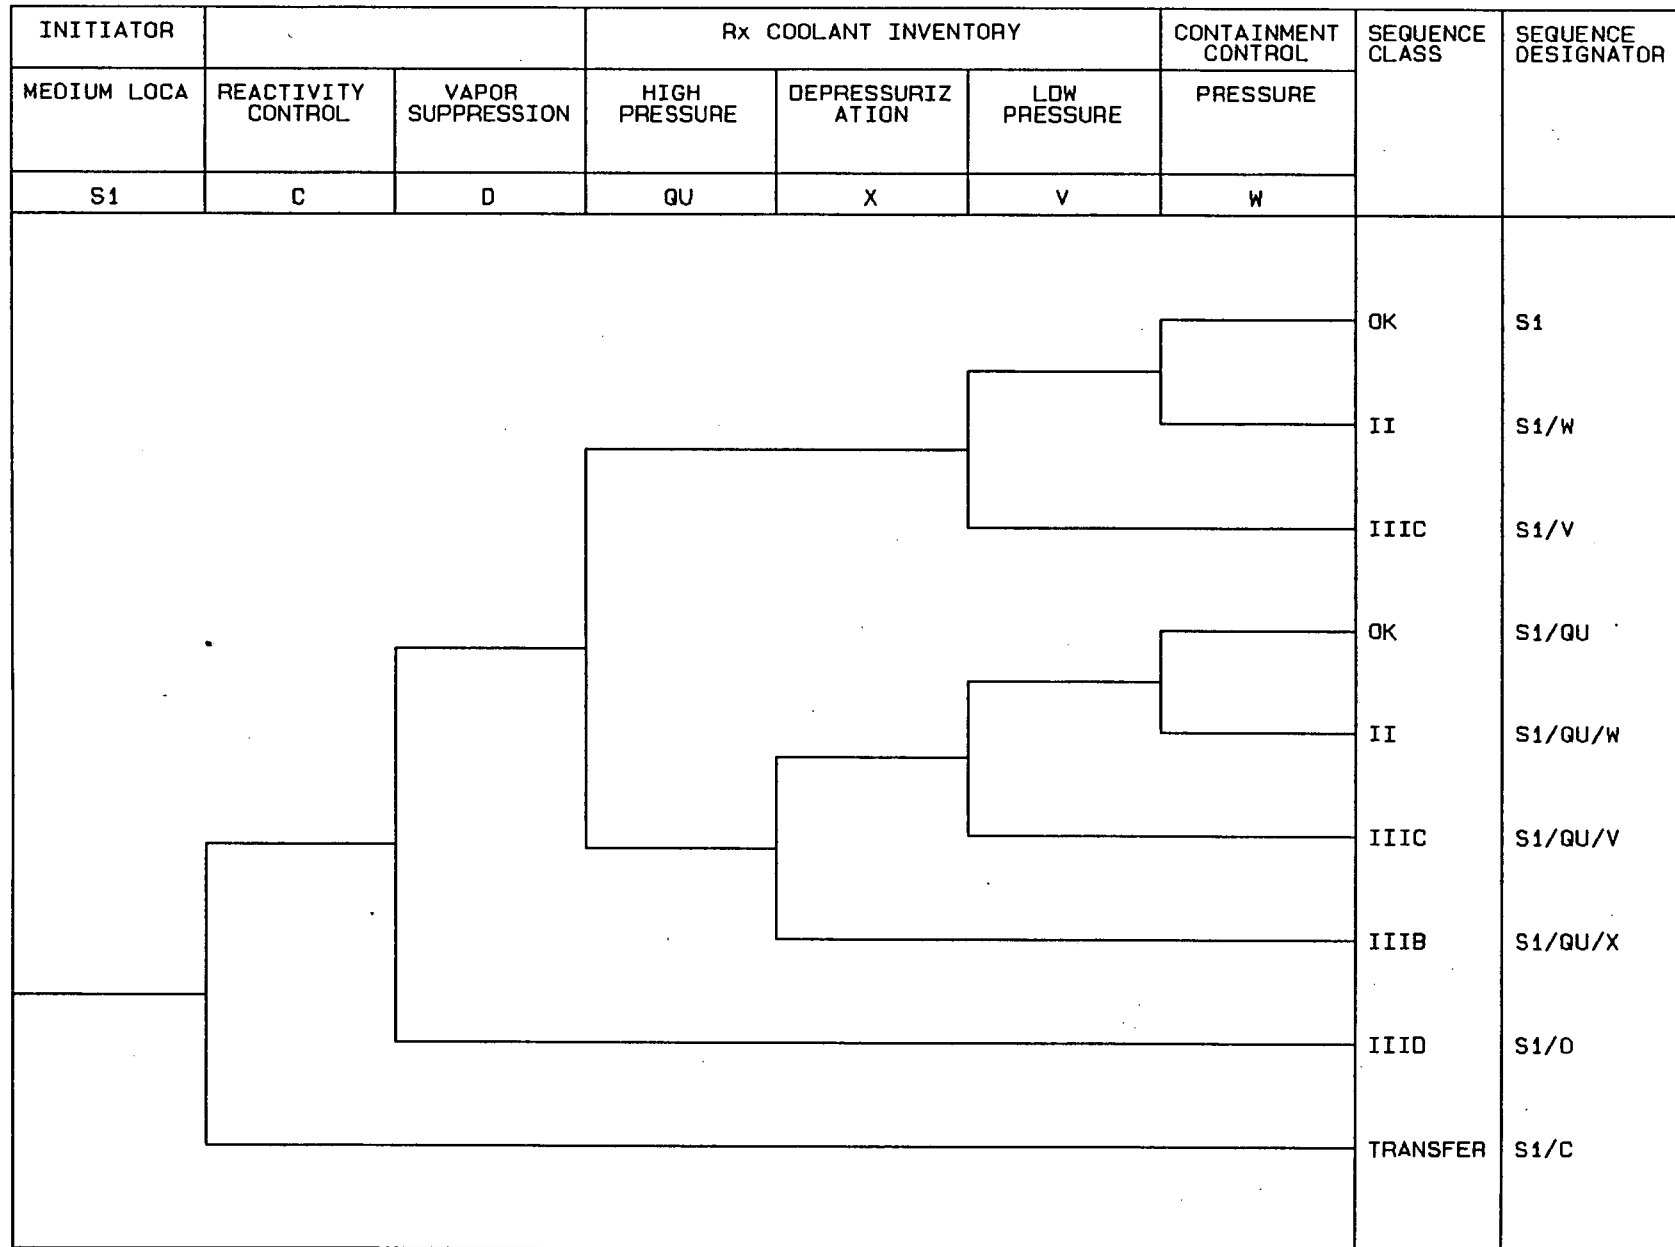 INITIATOR
Rx COOLANT INVENTORY
CONTAINMENT
CONTROL
SEQUENCE
CLASS
SEQUENCE
DESIGNATOR
MEDIUM LOCA
REACTIVITY
CONTROL
VAPOR
SUPPRESSION
HIGH
PRESSURE
DEPRESSURIZ
ATION
LOW
PRESSURE
PRESSURE
S1
C
D
QU
X
V
W
OK S1
II S1/W
IIIC S1/V
OK S1/QU
II S1/QU/W
IIIC S1/QU/V
IIIB S1/QU/X
IIID S1/D
TRANSFER S1/C